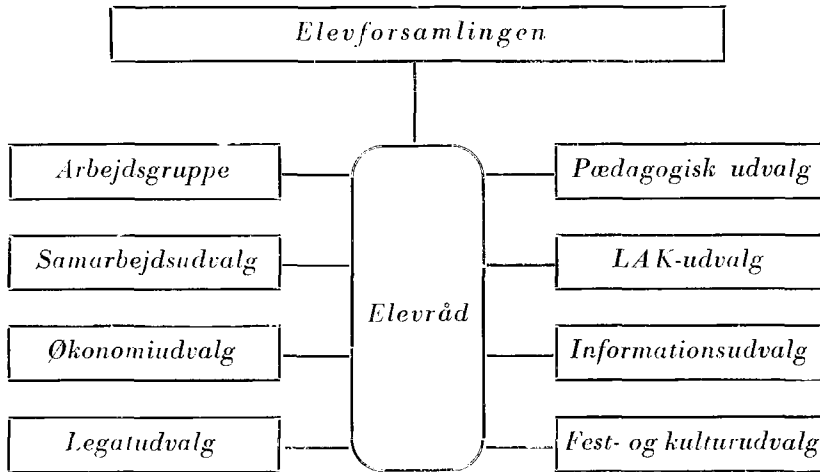 Elevforsamlingen
Arbejdsgruppe
Pædagogisk udvalg
Samarbejdsudvalg
LAK-udvalg
Elevråd
Økonomiudvalg
Informationsudvalg
Legatudvalg
Fest- og kulturudvalg